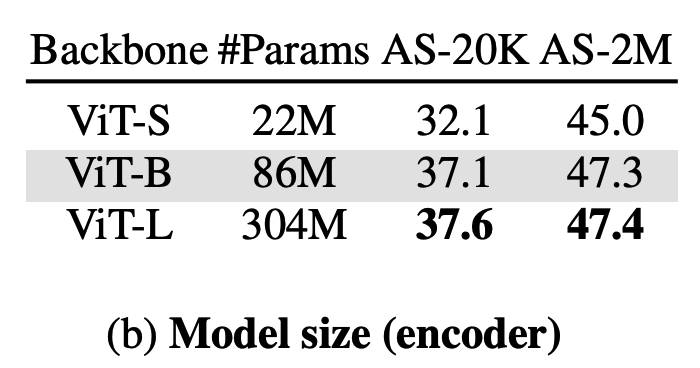 Backbone #Params AS-20K AS-2M
ViT-S 22M 32.1 45.0
ViT-B 86M 37.1 47.3
ViT-L 304M 37.6 47.4
(b) Model size (encoder)